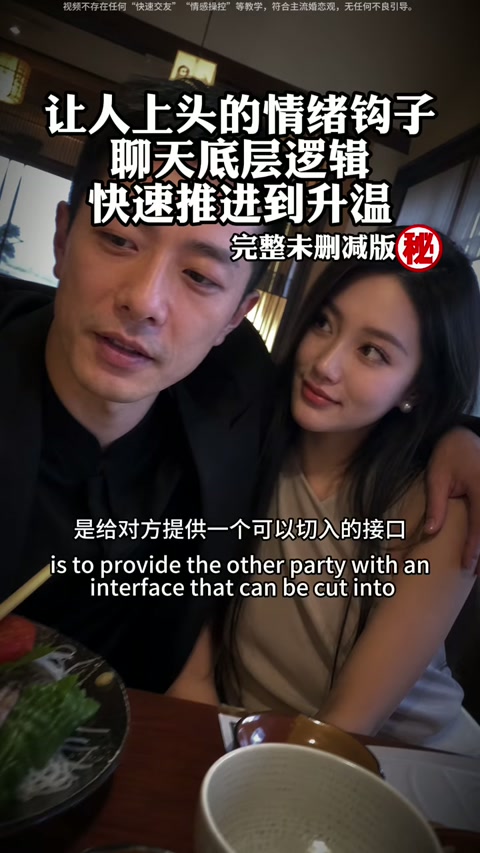 视频不存在任何“快速交友”“情感操控”等教学，符合主流婚恋观，无任何不良引导。
让人上头的情绪钩子
聊天底层逻辑
快速推进到升温
完整未删减版 秘
是给对方提供一个可以切入的接口
is to provide the other party with an
interface that can be cut into